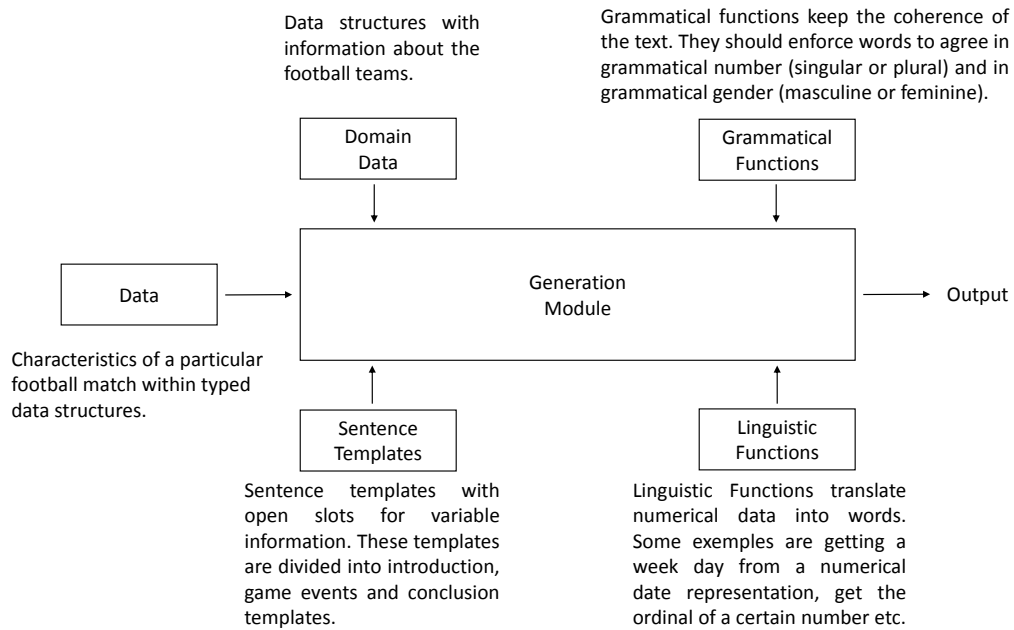 Data structures with
information about the
football teams.
Grammatical functions keep the coherence of
the text. They should enforce words to agree in
grammatical number (singular or plural) and in
grammatical gender (masculine or feminine).
Domain
Data
Grammatical
Functions
Data
Generation
Module
Output
Characteristics of a particular
football match within typed
data structures.
Sentence
Templates
Linguistic
Functions
Sentence templates with
open slots for variable
information. These templates
are divided into introduction,
game events and conclusion
templates.
Linguistic Functions translate
numerical data into words.
Some exemples are getting a
week day from a numerical
date representation, get the
ordinal of a certain number etc.